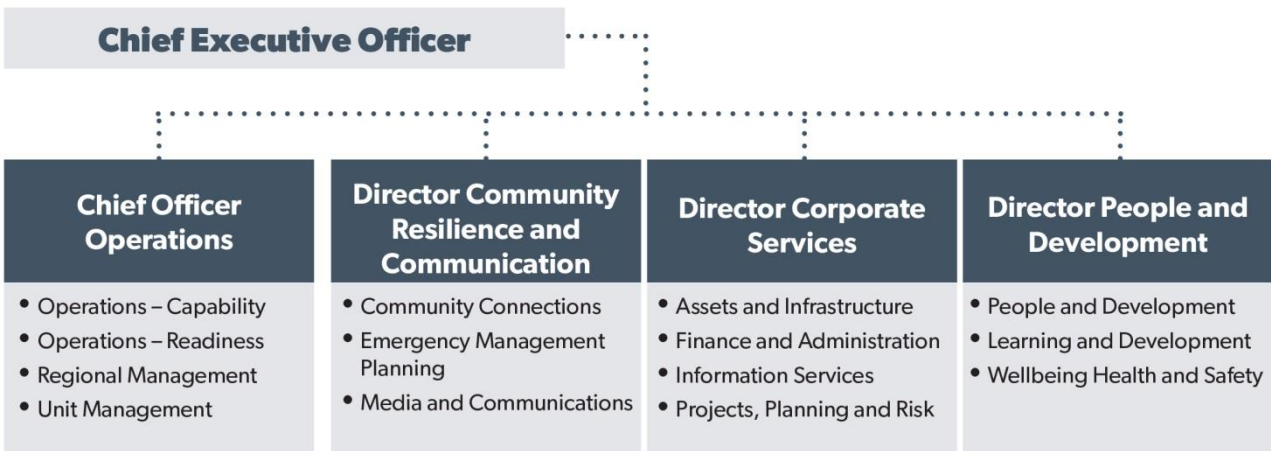 Chief Executive Officer
Chief Officer
Operations
• Operations – Capability
• Operations – Readiness
• Regional Management
• Unit Management
Director Community
Resilience and
Communication
• Community Connections
• Emergency Management
Planning
• Media and Communications
Director Corporate
Services
• Assets and Infrastructure
• Finance and Administration
• Information Services
• Projects, Planning and Risk
Director People and
Development
• People and Development
• Learning and Development
• Wellbeing Health and Safety